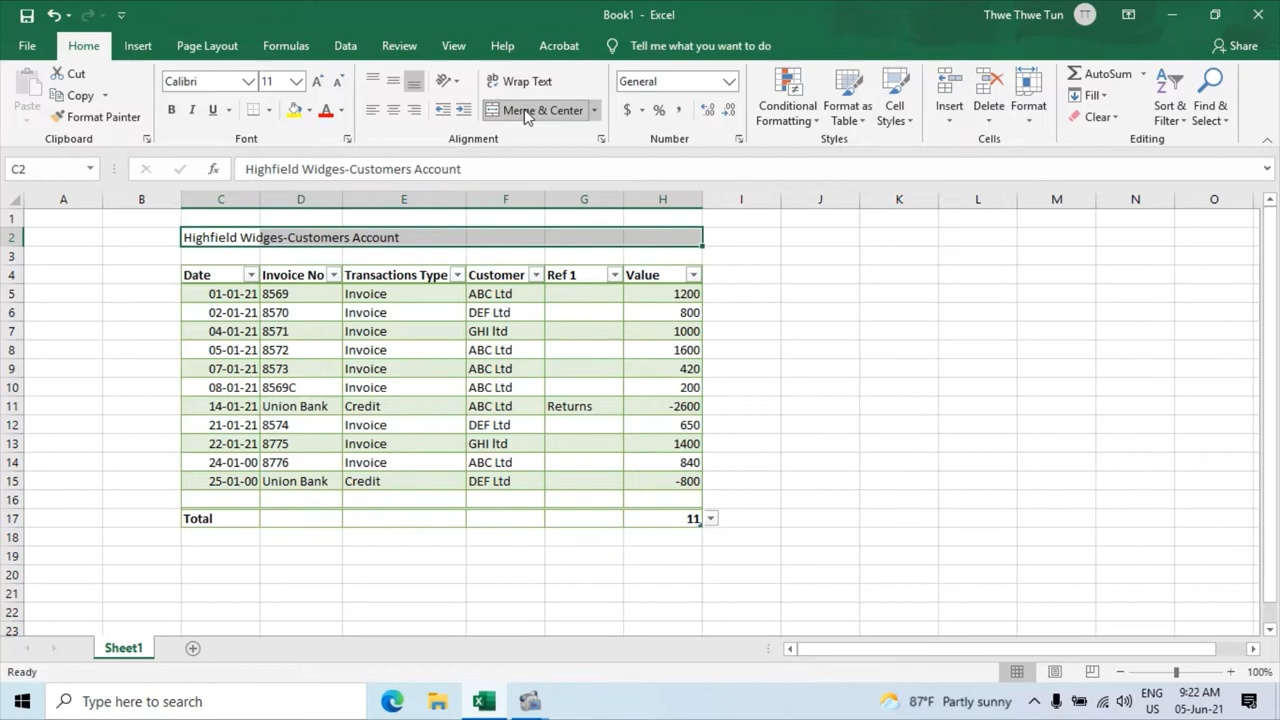 Book1 - Excel
Thwe Thwe Tun
TT
File Home Insert Page Layout Formulas Data Review View Help Acrobat Tell me what you want to do Share
Paste
Cut
Copy
Format Painter
Clipboard
Calibri 11
B I U
Font
Wrap Text
Merge & Center
Alignment
General
$ % ,
Number
Conditional Formatting
Format as Table
Cell Styles
Styles
Insert Delete Format
Cells
AutoSum
Fill
Clear
Sort & Filter
Find & Select
Editing
C2 fx Highfield Widges-Customers Account
A B C D E F G H I J K L M N O
1
2 Highfield Widges-Customers Account
3
4 Date Invoice No Transactions Type Customer Ref 1 Value
5 01-01-21 8569 Invoice ABC Ltd 1200
6 02-01-21 8570 Invoice DEF Ltd 800
7 04-01-21 8571 Invoice GHI ltd 1000
8 05-01-21 8572 Invoice ABC Ltd 1600
9 07-01-21 8573 Invoice ABC Ltd 420
10 08-01-21 8569C Invoice ABC Ltd 200
11 14-01-21 Union Bank Credit ABC Ltd Returns -2600
12 21-01-21 8574 Invoice DEF Ltd 650
13 22-01-21 8775 Invoice GHI ltd 1400
14 24-01-00 8776 Invoice ABC Ltd 840
15 25-01-00 Union Bank Credit DEF Ltd -800
16
17 Total 11
18
19
20
21
22
23
Sheet1
Ready
100%
Type here to search
87°F Partly sunny
ENG
US
9:22 AM
05-Jun-21